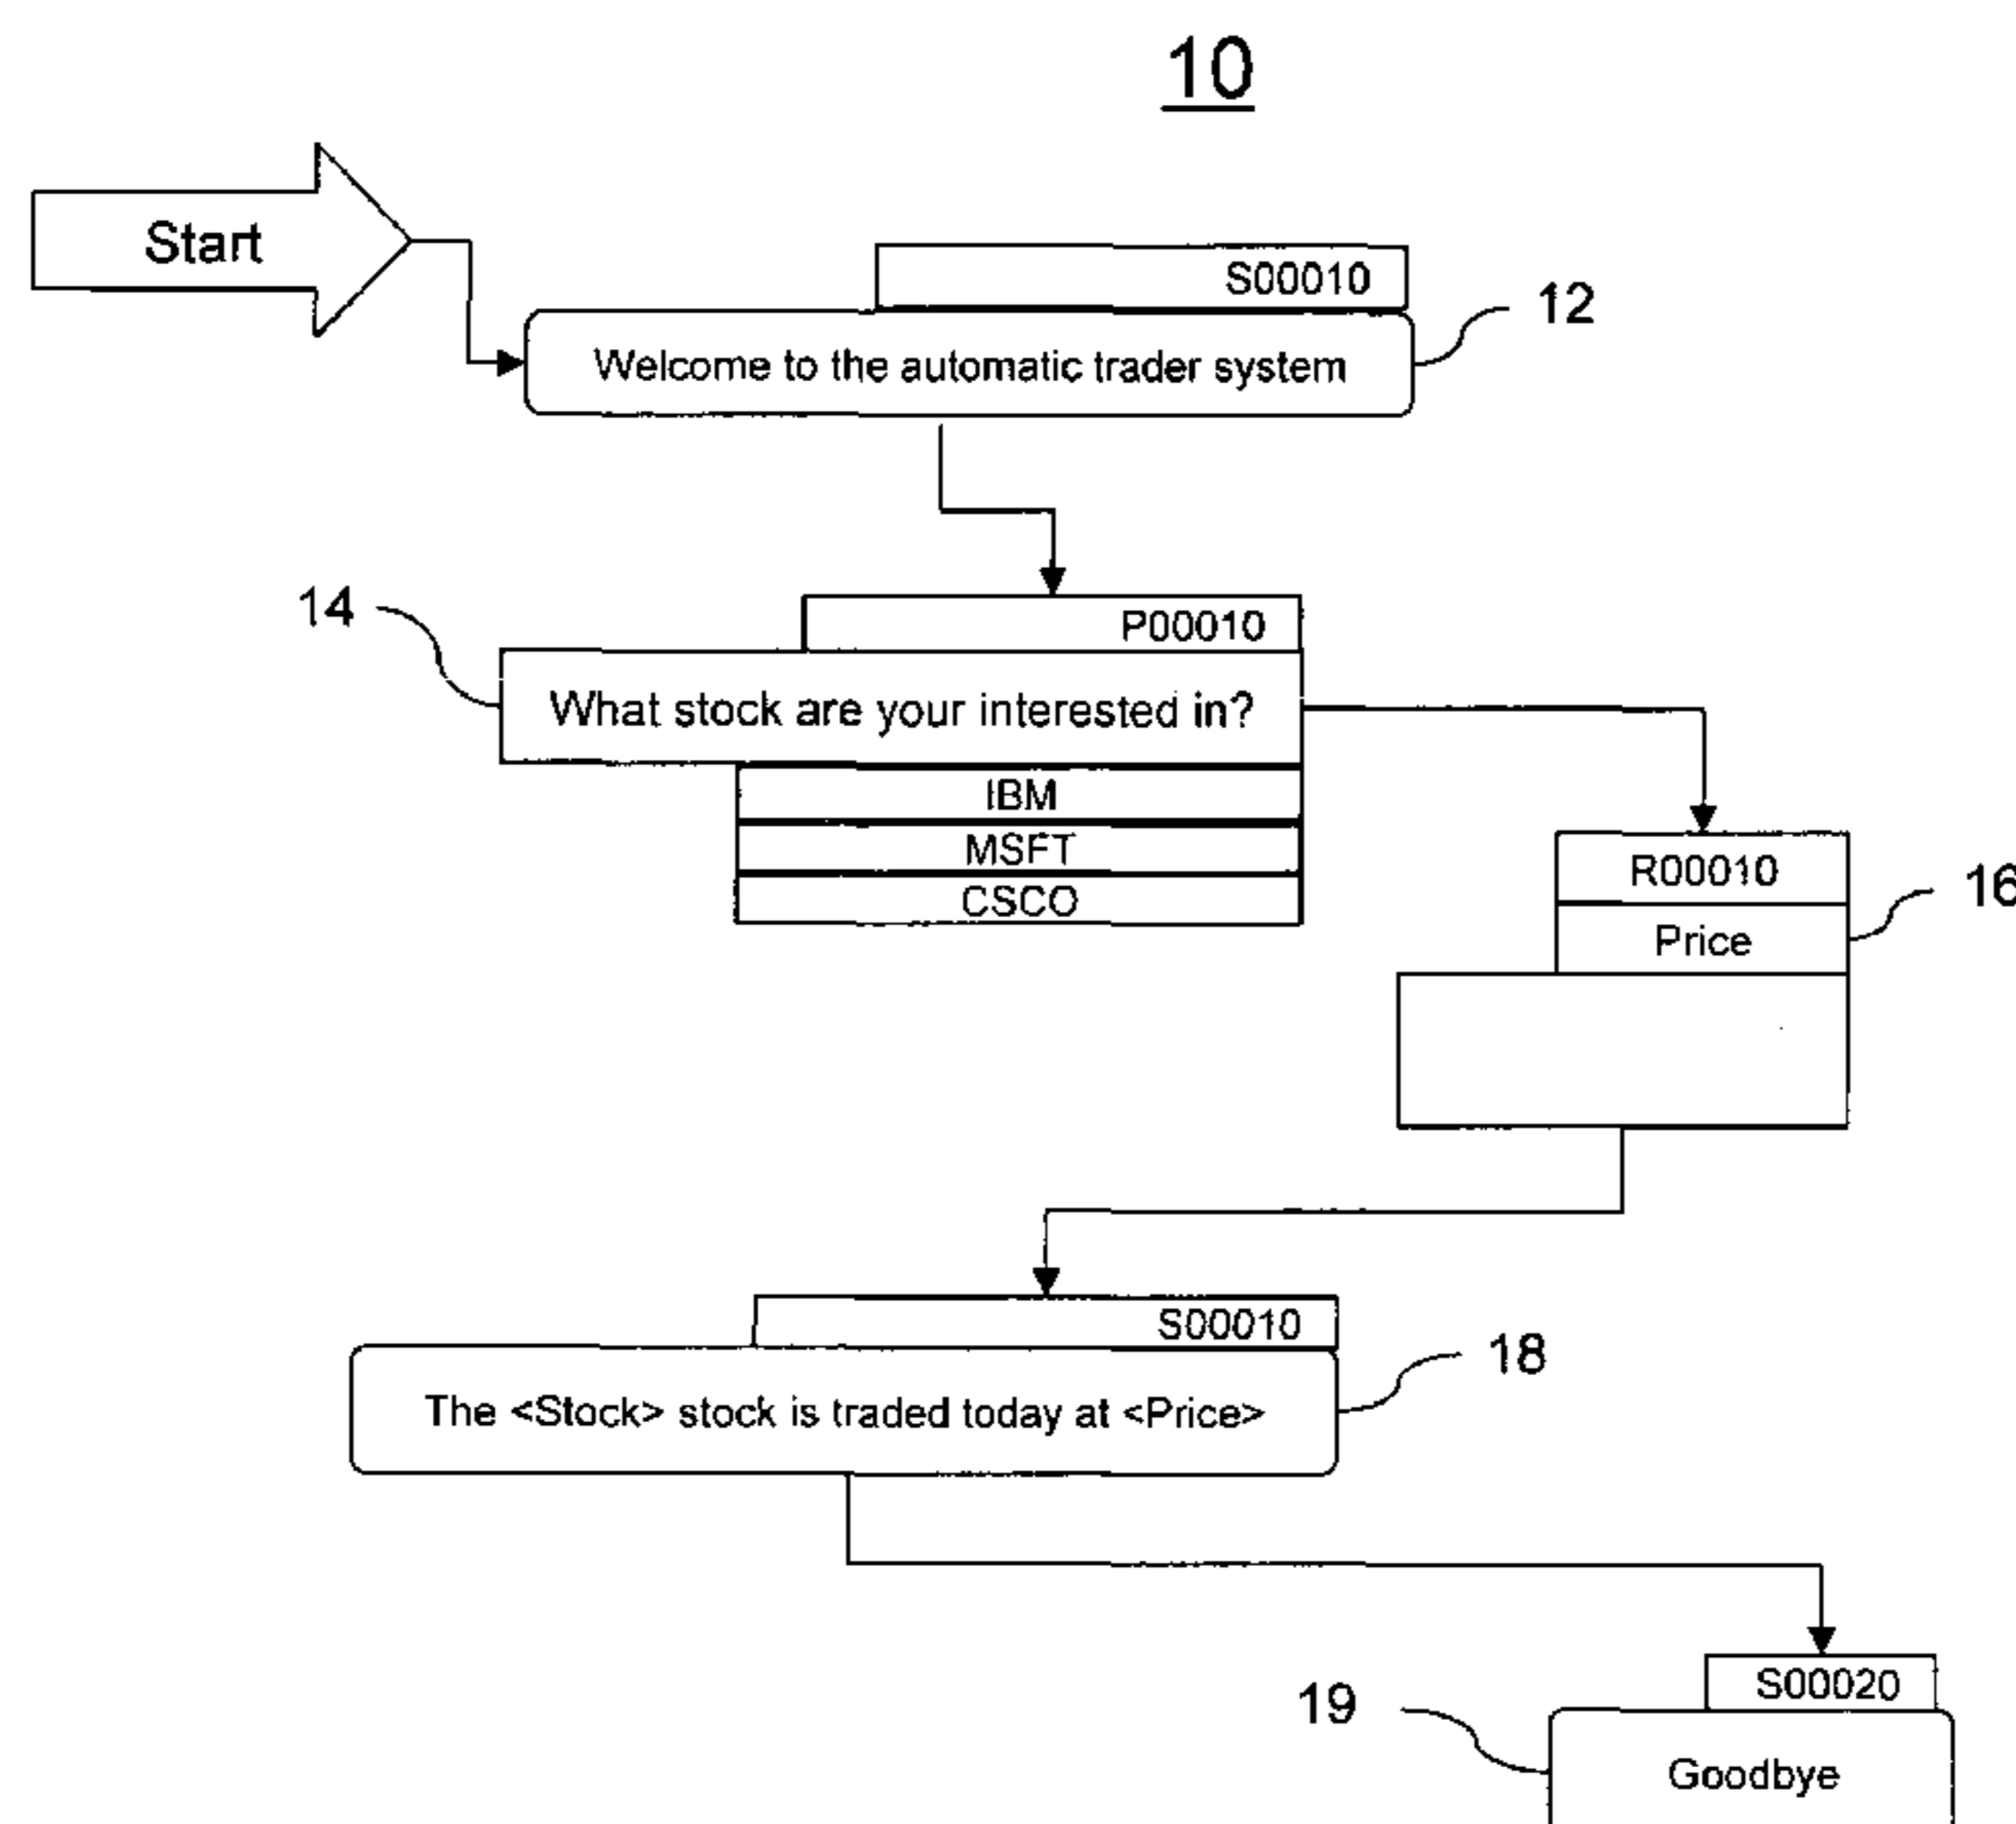 10
Start
S00010
12
Welcome to the automatic trader system
14
P00010
What stock are your interested in?
IBM
MSFT
CSCO
R00010
16
Price
S00010
18
The <Stock> stock is traded today at <Price>
S00020
19
Goodbye